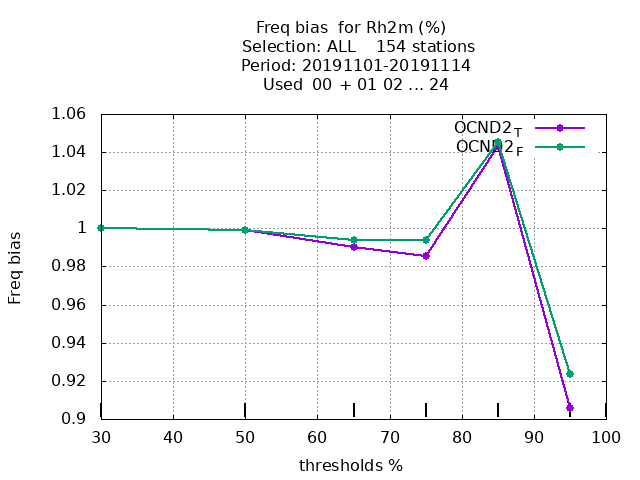 Freq bias  for Rh2m (%)
Selection: ALL    154 stations
Period: 20191101-20191114
Used  00 + 01 02 ... 24
1.06
1.04
1.02
1
0.98
0.96
0.94
0.92
0.9
Freq bias
OCND2_T
OCND2_F
30 40 50 60 70 80 90 100
thresholds %